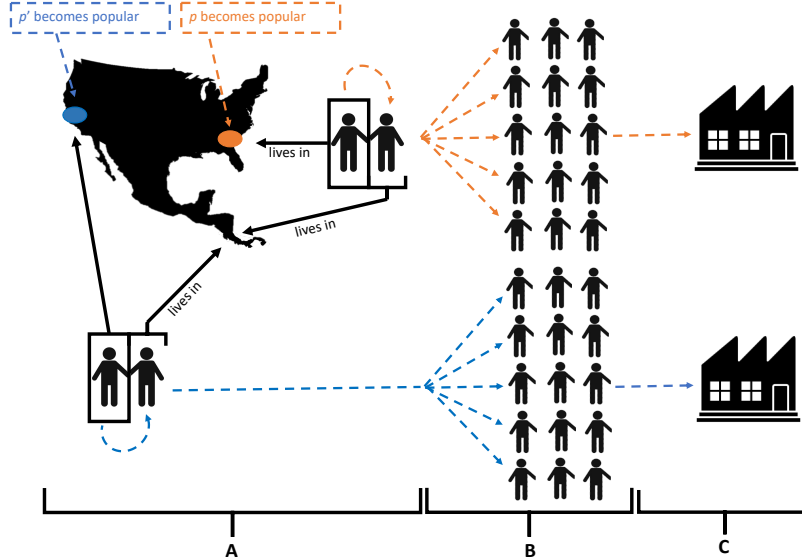 p' becomes popular
p becomes popular
lives in
lives in
lives in
A
B
C